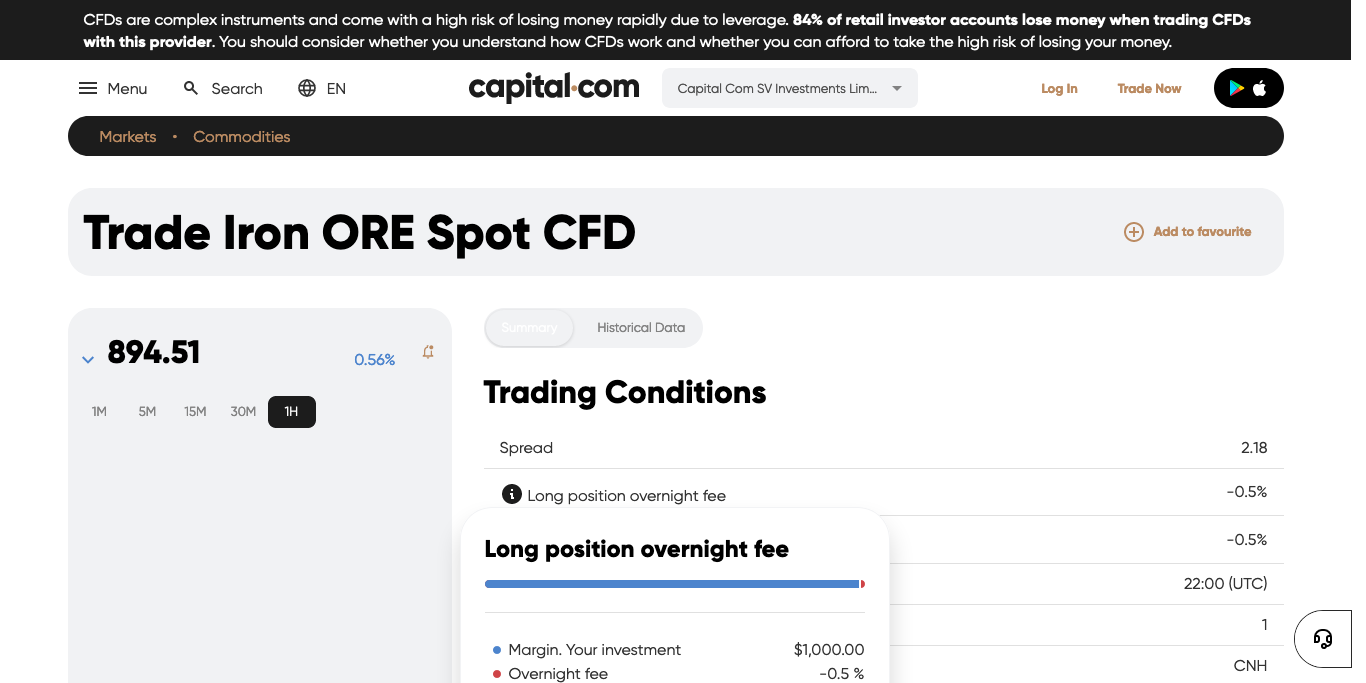 CFDs are complex instruments and come with a high risk of losing money rapidly due to leverage. 84% of retail investor accounts lose money when trading CFDs
with this provider. You should consider whether you understand how CFDs work and whether you can afford to take the high risk of losing your money.
Menu Search EN capital.com Capital Com SV Investments Lim... Log In Trade Now
Markets • Commodities
Trade Iron ORE Spot CFD
Add to favourite
894.51
0.56%
1M 5M 15M 30M 1H
Summary Historical Data
Trading Conditions
Spread 2.18
Long position overnight fee -0.5%
-0.5%
22:00 (UTC)
1
CNH
Long position overnight fee
Margin. Your investment $1,000.00
Overnight fee -0.5 %